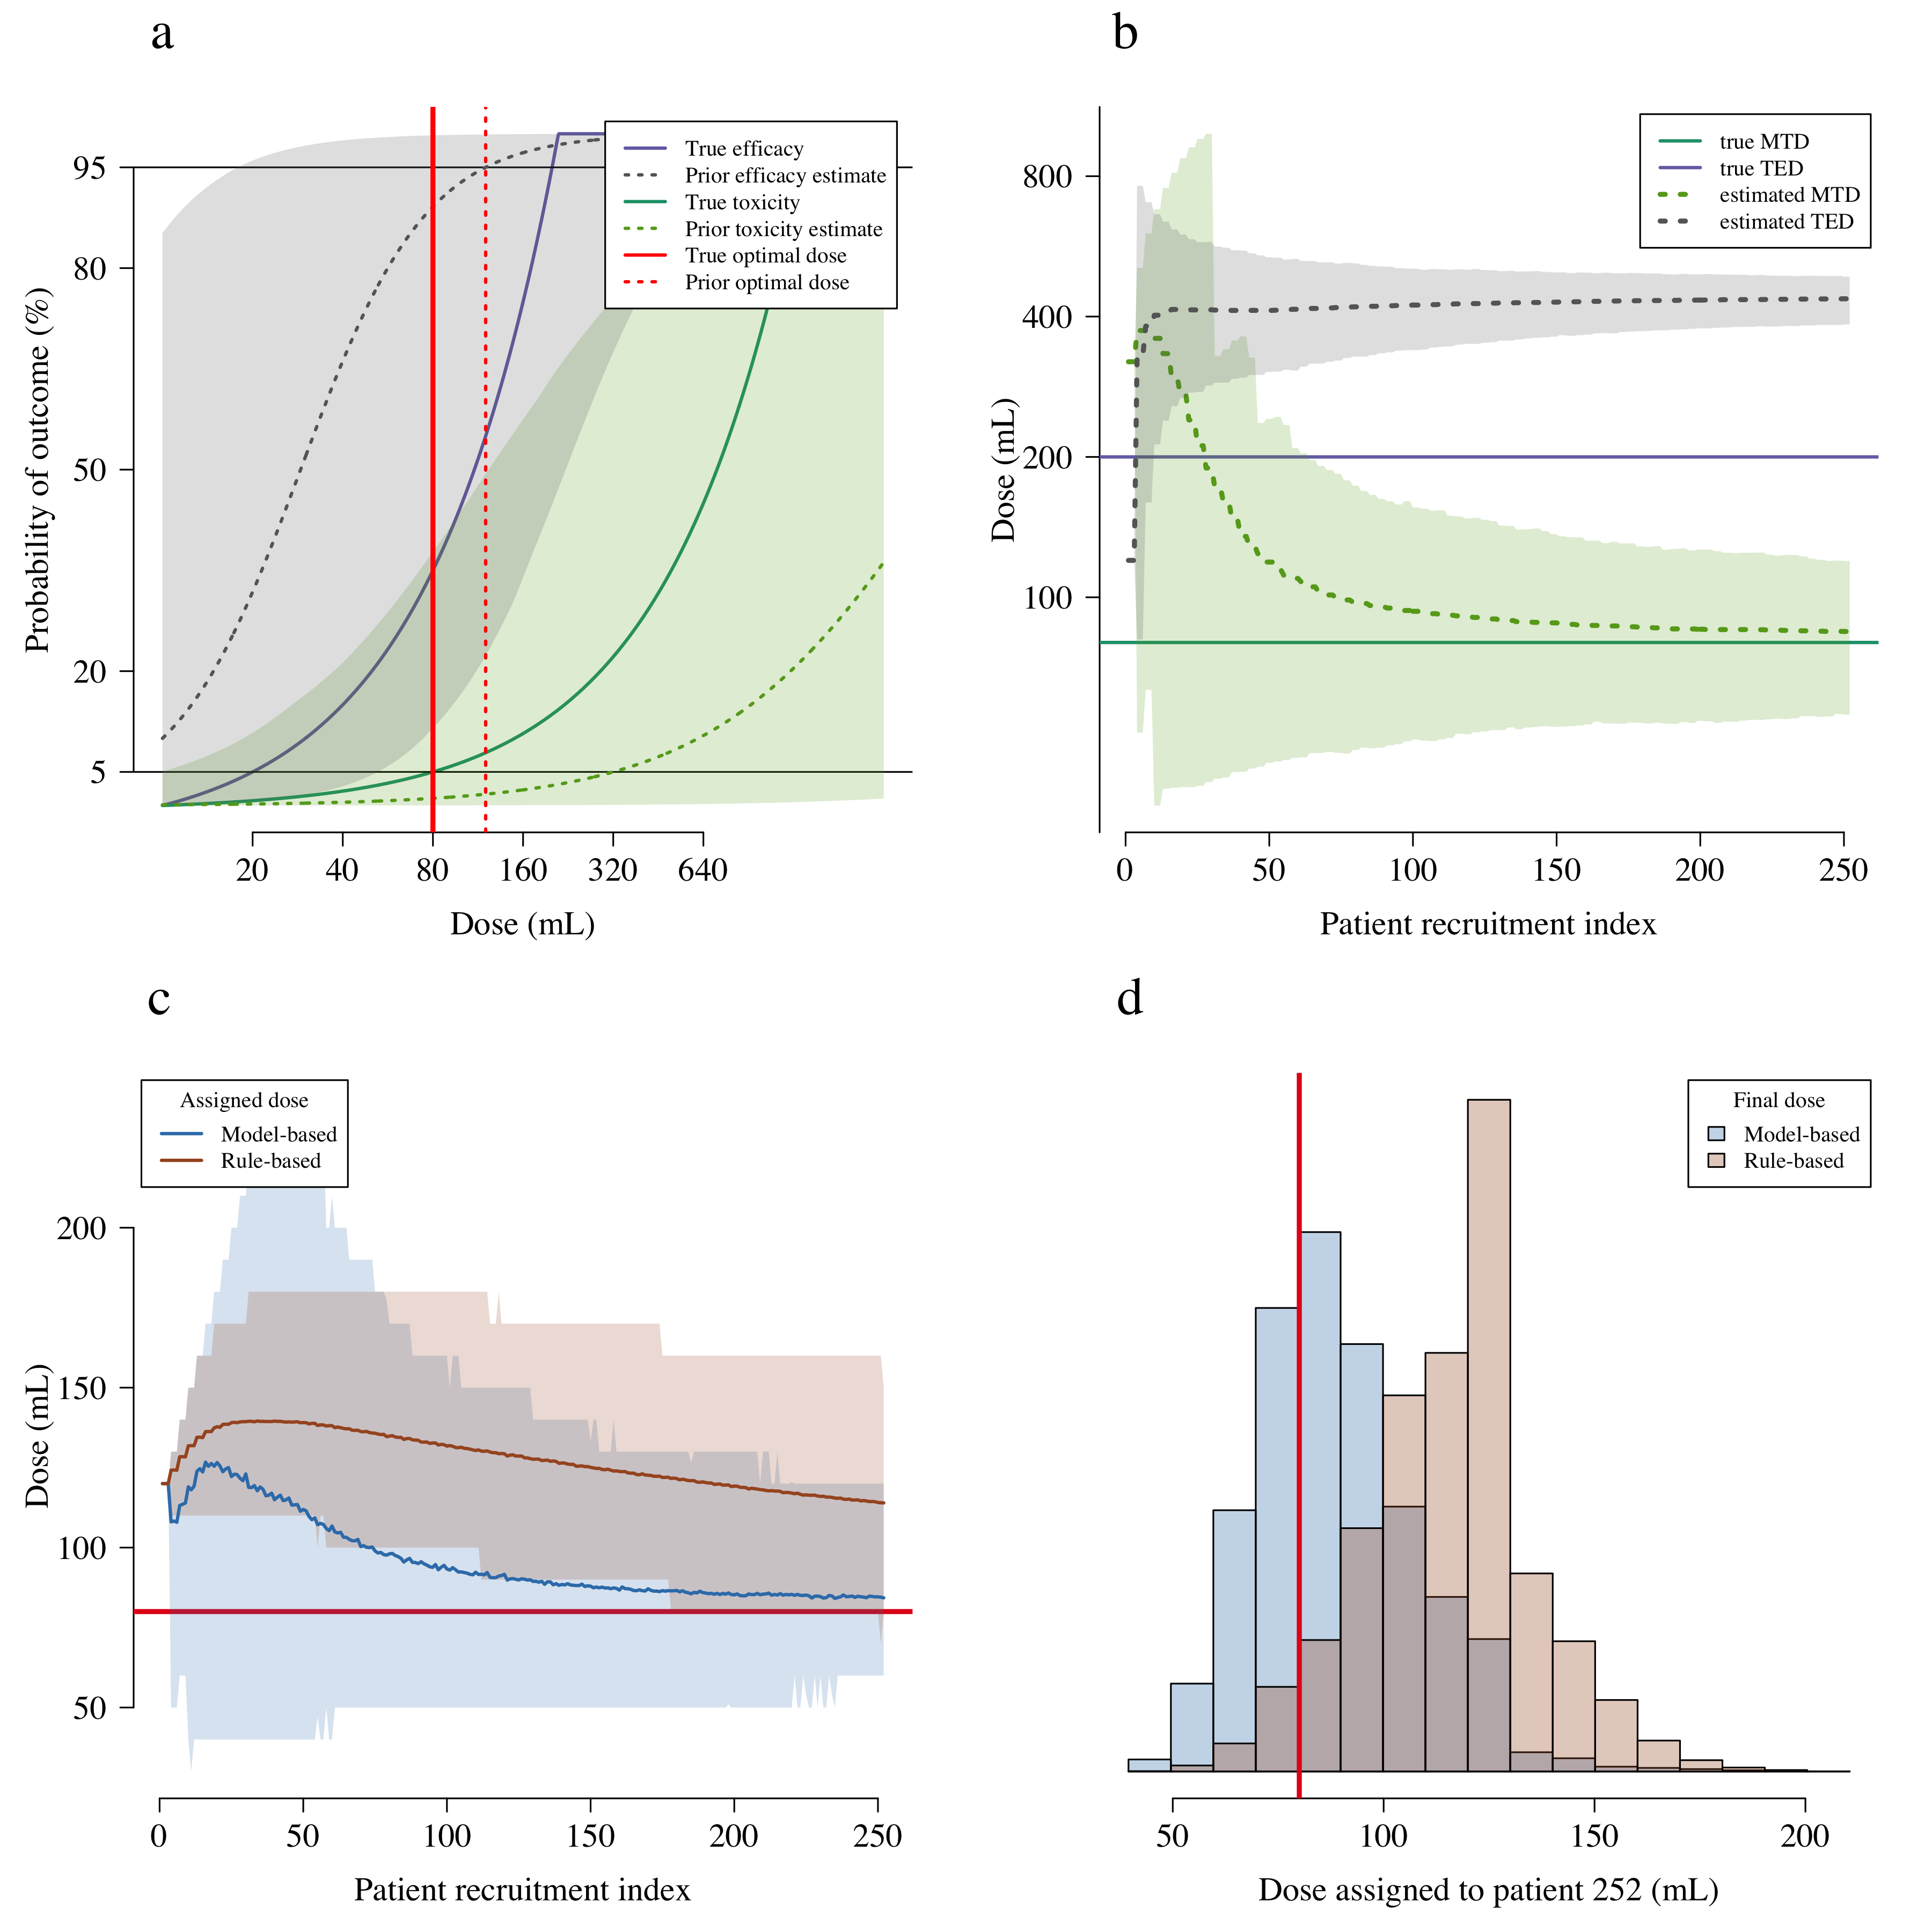 a
Probability of outcome (%)
95
80
50
20
5
True efficacy
Prior efficacy estimate
True toxicity
Prior toxicity estimate
True optimal dose
Prior optimal dose
20 40 80 160 320 640
Dose (mL)
b
Dose (mL)
800
400
200
100
true MTD
true TED
estimated MTD
estimated TED
0 50 100 150 200 250
Patient recruitment index
c
Assigned dose
Model-based
Rule-based
Dose (mL)
200
150
100
50
0 50 100 150 200 250
Patient recruitment index
d
Final dose
Model-based
Rule-based
50 100 150 200
Dose assigned to patient 252 (mL)